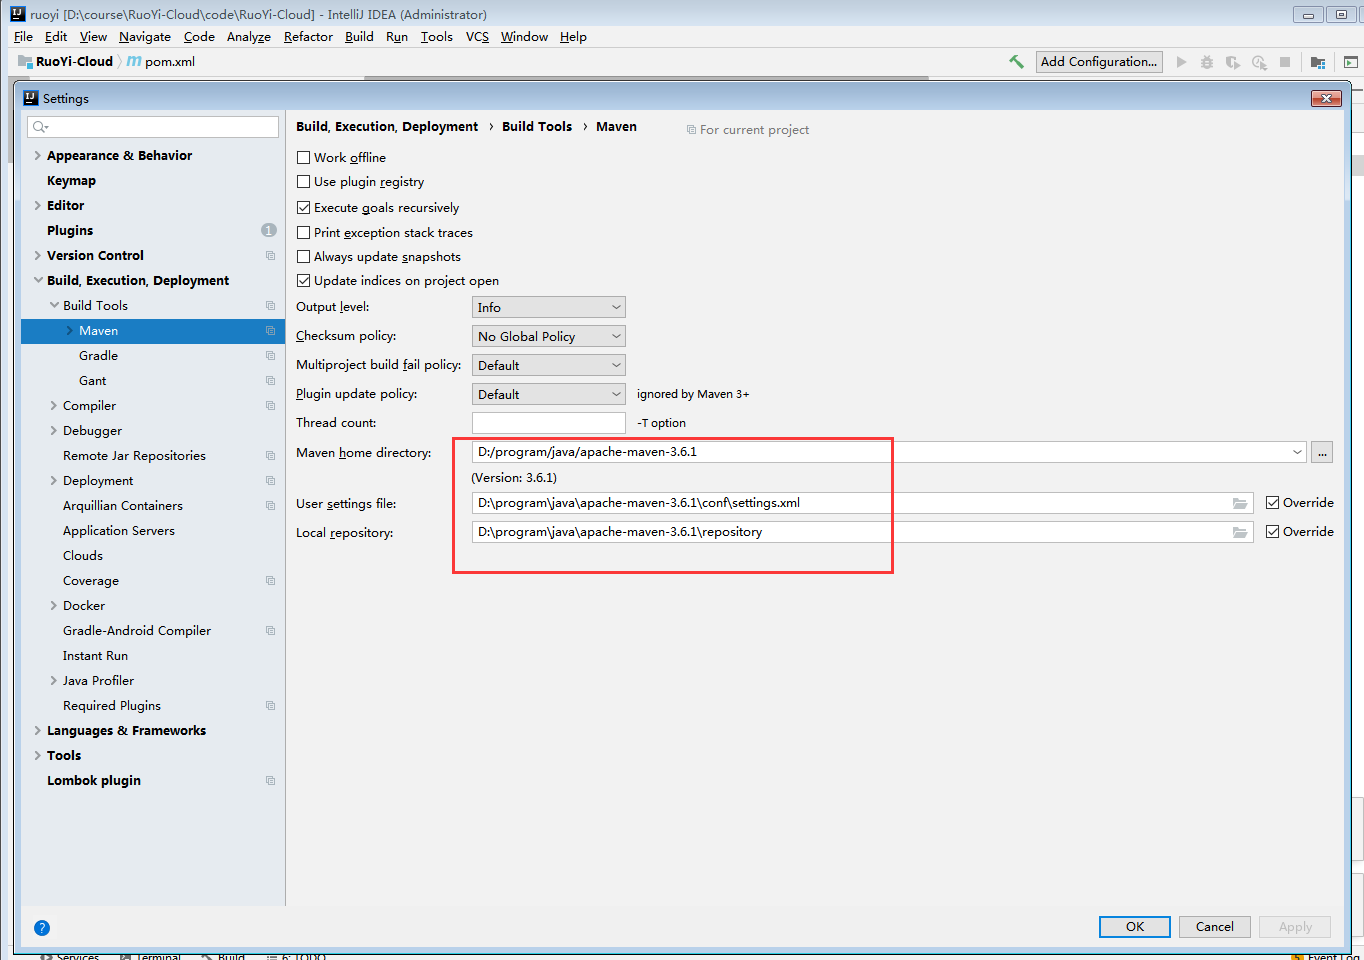 ruoyi [D:\course\RuoYi-Cloud\code\RuoYi-Cloud] - IntelliJ IDEA (Administrator)
File Edit View Navigate Code Analyze Refactor Build Run Tools VCS Window Help
RuoYi-Cloud pom.xml
Add Configuration...
Settings
Appearance & Behavior
Keymap
Editor
Plugins 1
Version Control
Build, Execution, Deployment
Build Tools
Maven
Gradle
Gant
Compiler
Debugger
Remote Jar Repositories
Deployment
Arquillian Containers
Application Servers
Clouds
Coverage
Docker
Gradle-Android Compiler
Instant Run
Java Profiler
Required Plugins
Languages & Frameworks
Tools
Lombok plugin
Build, Execution, Deployment › Build Tools › Maven For current project
Work offline
Use plugin registry
Execute goals recursively
Print exception stack traces
Always update snapshots
Update indices on project open
Output level: Info
Checksum policy: No Global Policy
Multiproject build fail policy: Default
Plugin update policy: Default ignored by Maven 3+
Thread count: -T option
Maven home directory: D:/program/java/apache-maven-3.6.1 ...
(Version: 3.6.1)
User settings file: D:\program\java\apache-maven-3.6.1\conf\settings.xml Override
Local repository: D:\program\java\apache-maven-3.6.1\repository Override
? OK Cancel Apply
Services Terminal Build 6: TODO Event Log